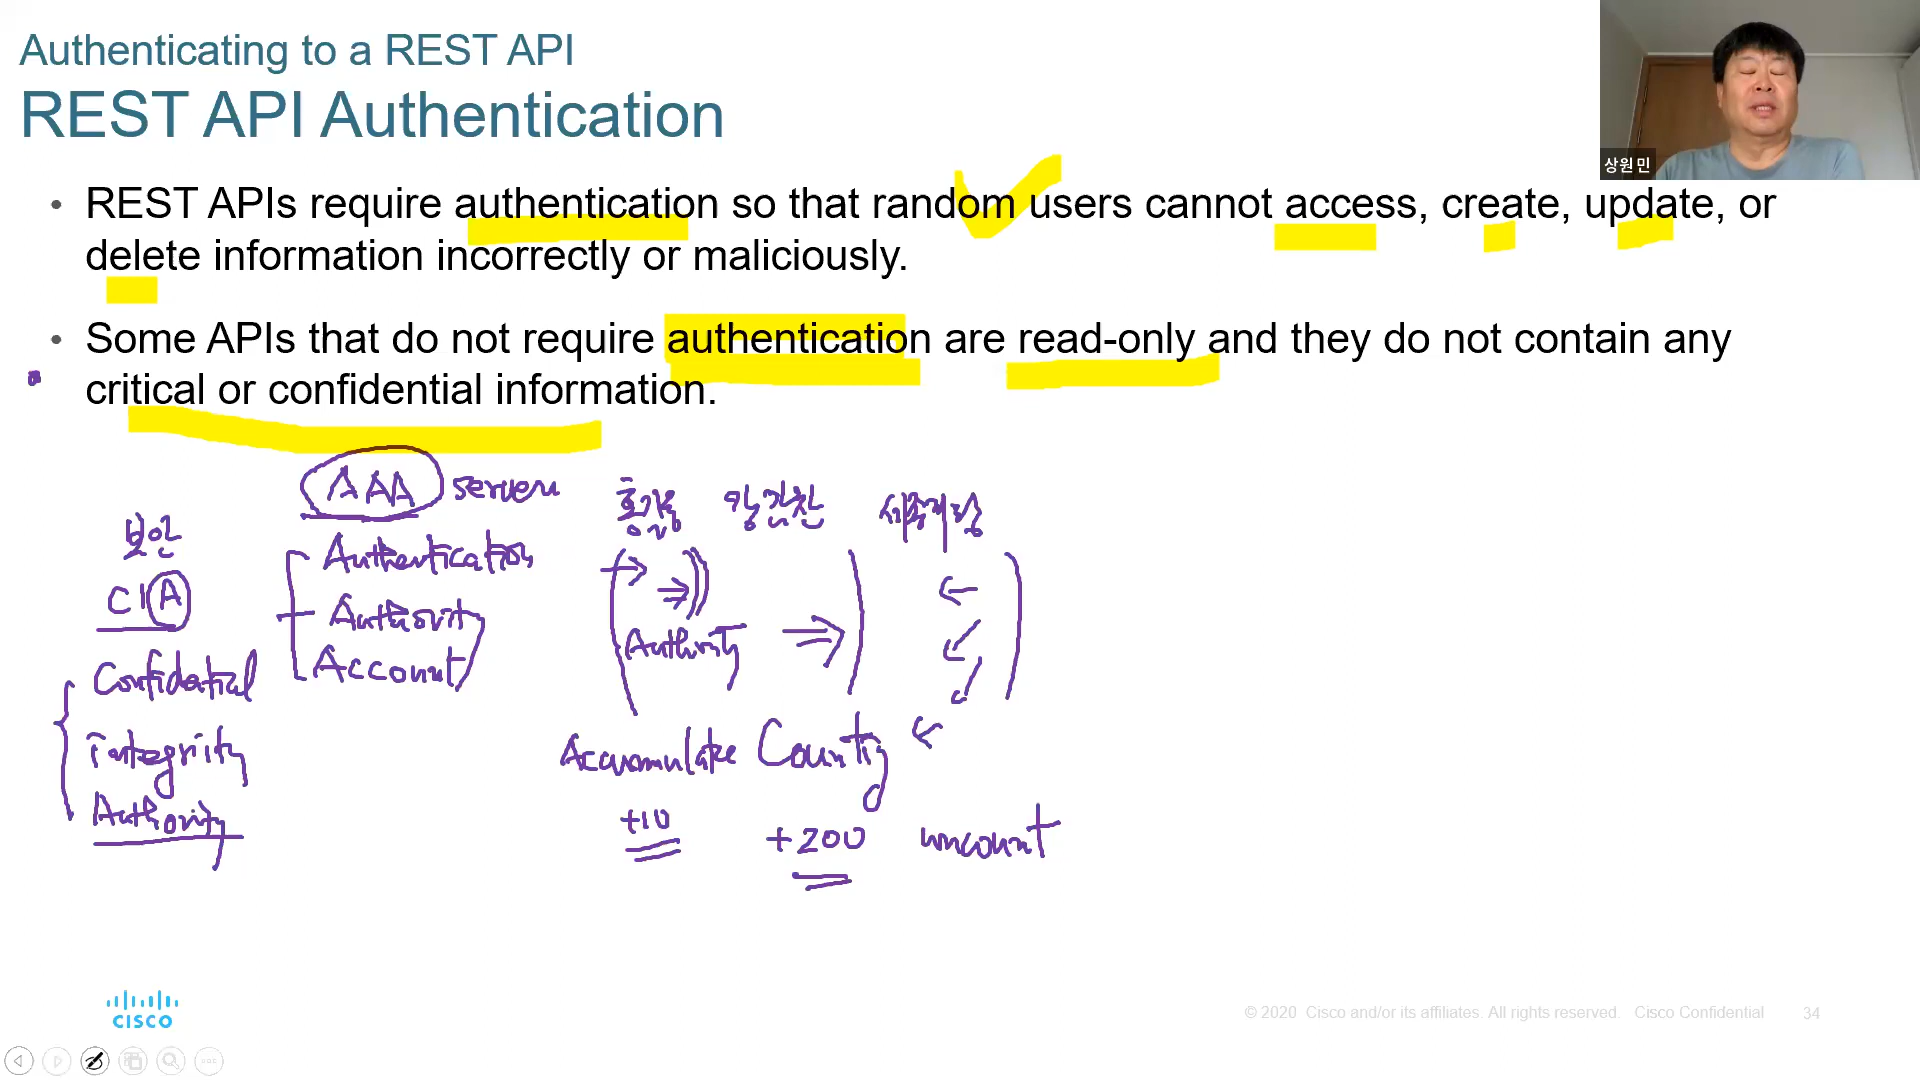 Authenticating to a REST API
REST API Authentication
상원 민
• REST APIs require authentication so that random users cannot access, create, update, or
delete information incorrectly or maliciously.
• Some APIs that do not require authentication are read-only and they do not contain any
critical or confidential information.
AAA server
보안
CIA
Confidatial
integrity
Authority
Authentication
Authority
Account
Authority
Accumulate Counting
+10
+200
uncount
CISCO
© 2020 Cisco and/or its affiliates. All rights reserved. Cisco Confidential
34